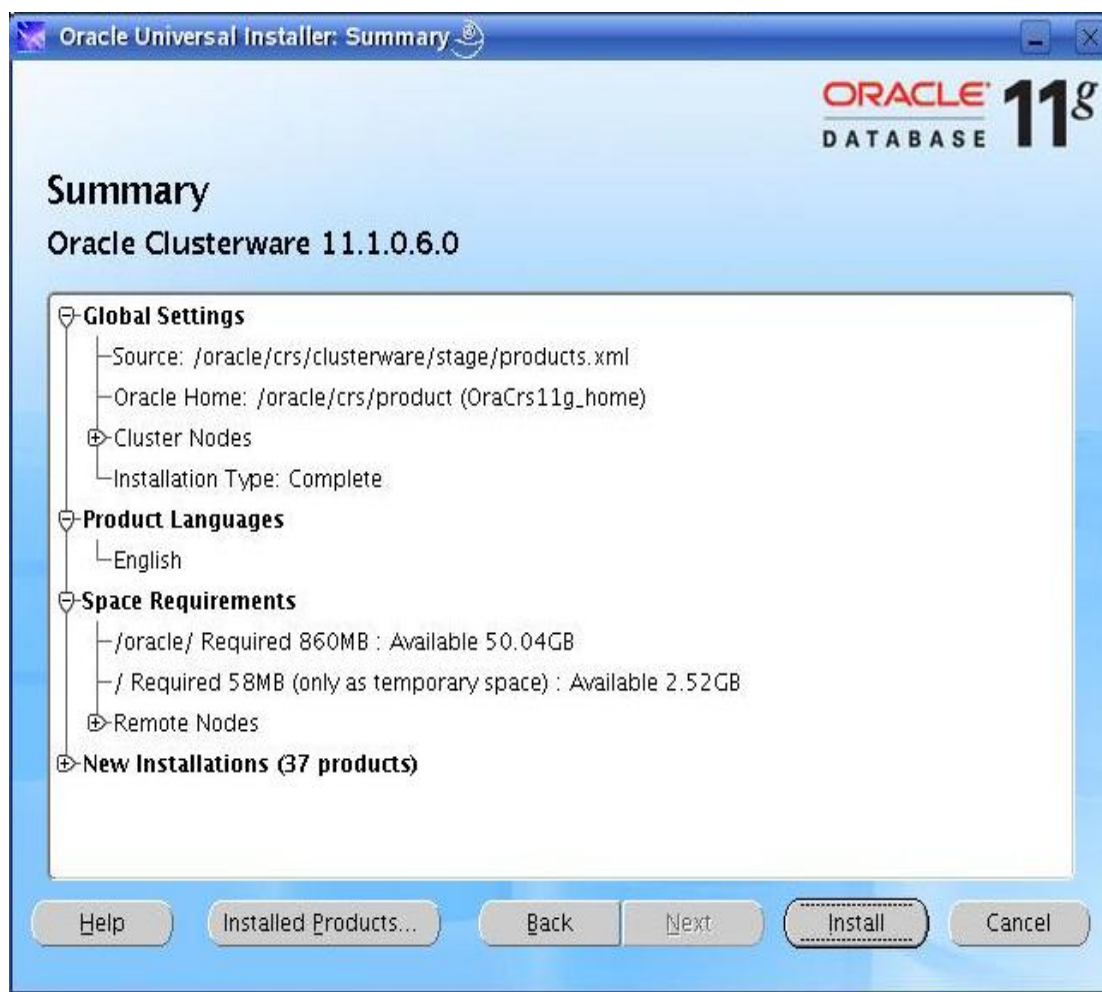 Oracle Universal Installer: Summary
ORACLE 11g
DATABASE
Summary
Oracle Clusterware 11.1.0.6.0
Global Settings
Source: /oracle/crs/clusterware/stage/products.xml
Oracle Home: /oracle/crs/product (OraCrs11g_home)
Cluster Nodes
Installation Type: Complete
Product Languages
English
Space Requirements
/oracle/ Required 860MB : Available 50.04GB
/ Required 58MB (only as temporary space) : Available 2.52GB
Remote Nodes
New Installations (37 products)
Help Installed Products... Back Next Install Cancel